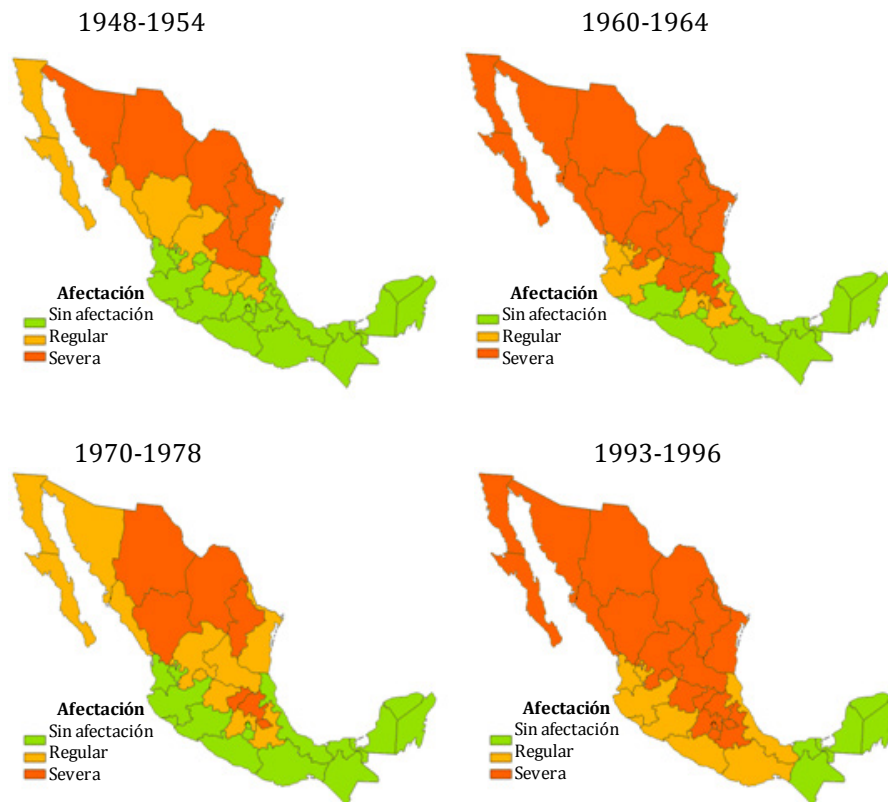 1948-1954
Afectación
Sin afectación
Regular
Severa
1960-1964
Afectación
Sin afectación
Regular
Severa
1970-1978
Afectación
Sin afectación
Regular
Severa
1993-1996
Afectación
Sin afectación
Regular
Severa